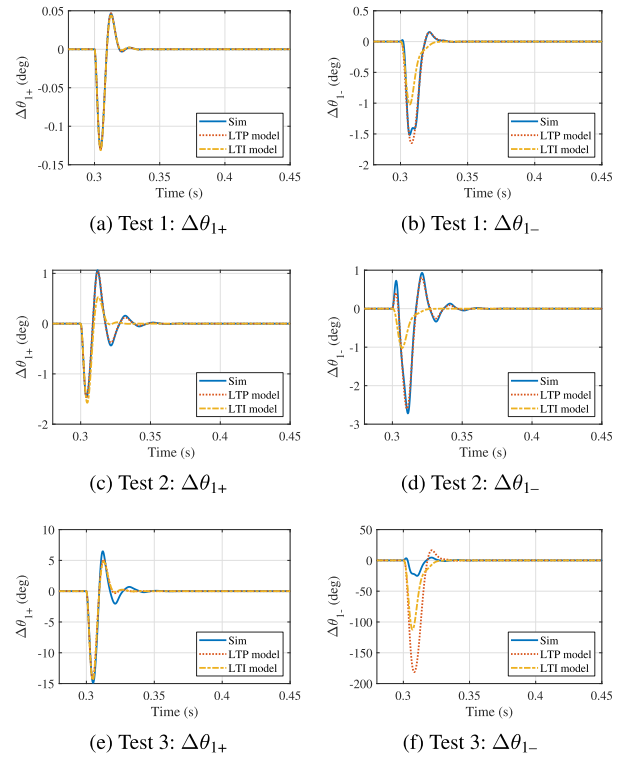 0.05
0
-0.05
-0.1
-0.15
Δθ1+ (deg)
Sim
LTP model
LTI model
0.3 0.35 0.4 0.45
Time (s)
(a) Test 1: Δθ1+
0.5
0
-0.5
-1
-1.5
-2
Δθ1- (deg)
Sim
LTP model
LTI model
0.3 0.35 0.4 0.45
Time (s)
(b) Test 1: Δθ1−
1
0
-1
-2
Δθ1+ (deg)
Sim
LTP model
LTI model
0.3 0.35 0.4 0.45
Time (s)
(c) Test 2: Δθ1+
1
0
-1
-2
-3
Δθ1- (deg)
Sim
LTP model
LTI model
0.3 0.35 0.4 0.45
Time (s)
(d) Test 2: Δθ1−
10
5
0
-5
-10
-15
Δθ1+ (deg)
Sim
LTP model
LTI model
0.3 0.35 0.4 0.45
Time (s)
(e) Test 3: Δθ1+
50
0
-50
-100
-150
-200
Δθ1- (deg)
Sim
LTP model
LTI model
0.3 0.35 0.4 0.45
Time (s)
(f) Test 3: Δθ1−